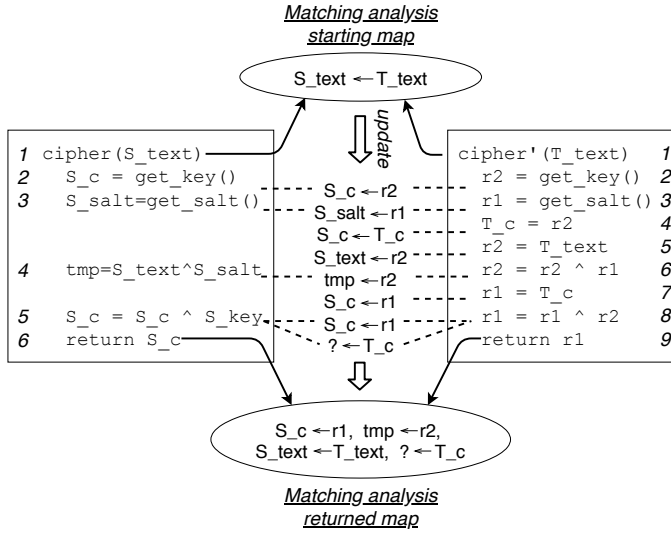 Matching analysis
starting map
S_text ← T_text
update
1 cipher(S_text)
2 S_c = get_key()
3 S_salt=get_salt()
4 tmp=S_text^S_salt
5 S_c = S_c ^ S_key
6 return S_c
S_c ← r2
S_salt ← r1
S_c ← T_c
S_text ← r2
tmp ← r2
S_c ← r1
S_c ← r1
? ← T_c
cipher'(T_text) 1
r2 = get_key() 2
r1 = get_salt() 3
T_c = r2 4
r2 = T_text 5
r2 = r2 ^ r1 6
r1 = T_c 7
r1 = r1 ^ r2 8
return r1 9
S_c ← r1, tmp ← r2,
S_text ← T_text, ? ← T_c
Matching analysis
returned map